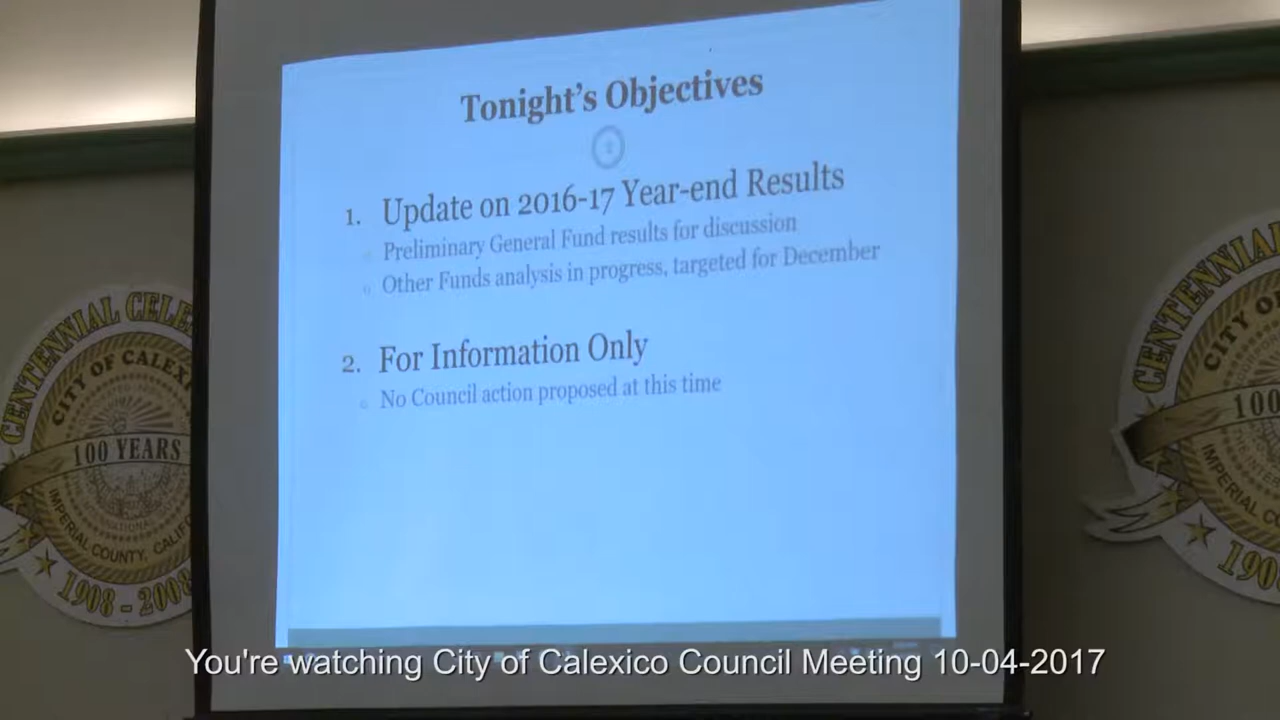 Tonight's Objectives
2
1. Update on 2016-17 Year-end Results
Preliminary General Fund results for discussion
Other Funds analysis in progress, targeted for December
2. For Information Only
No Council action proposed at this time
CENTENNIAL
CITY OF CALEX
100 YEARS
IMPERIAL COUNTY, CALIFO
1908 - 2008
CENTENNIAL
CITY O
100
IMPERIAL C
190
You're watching City of Calexico Council Meeting 10-04-2017